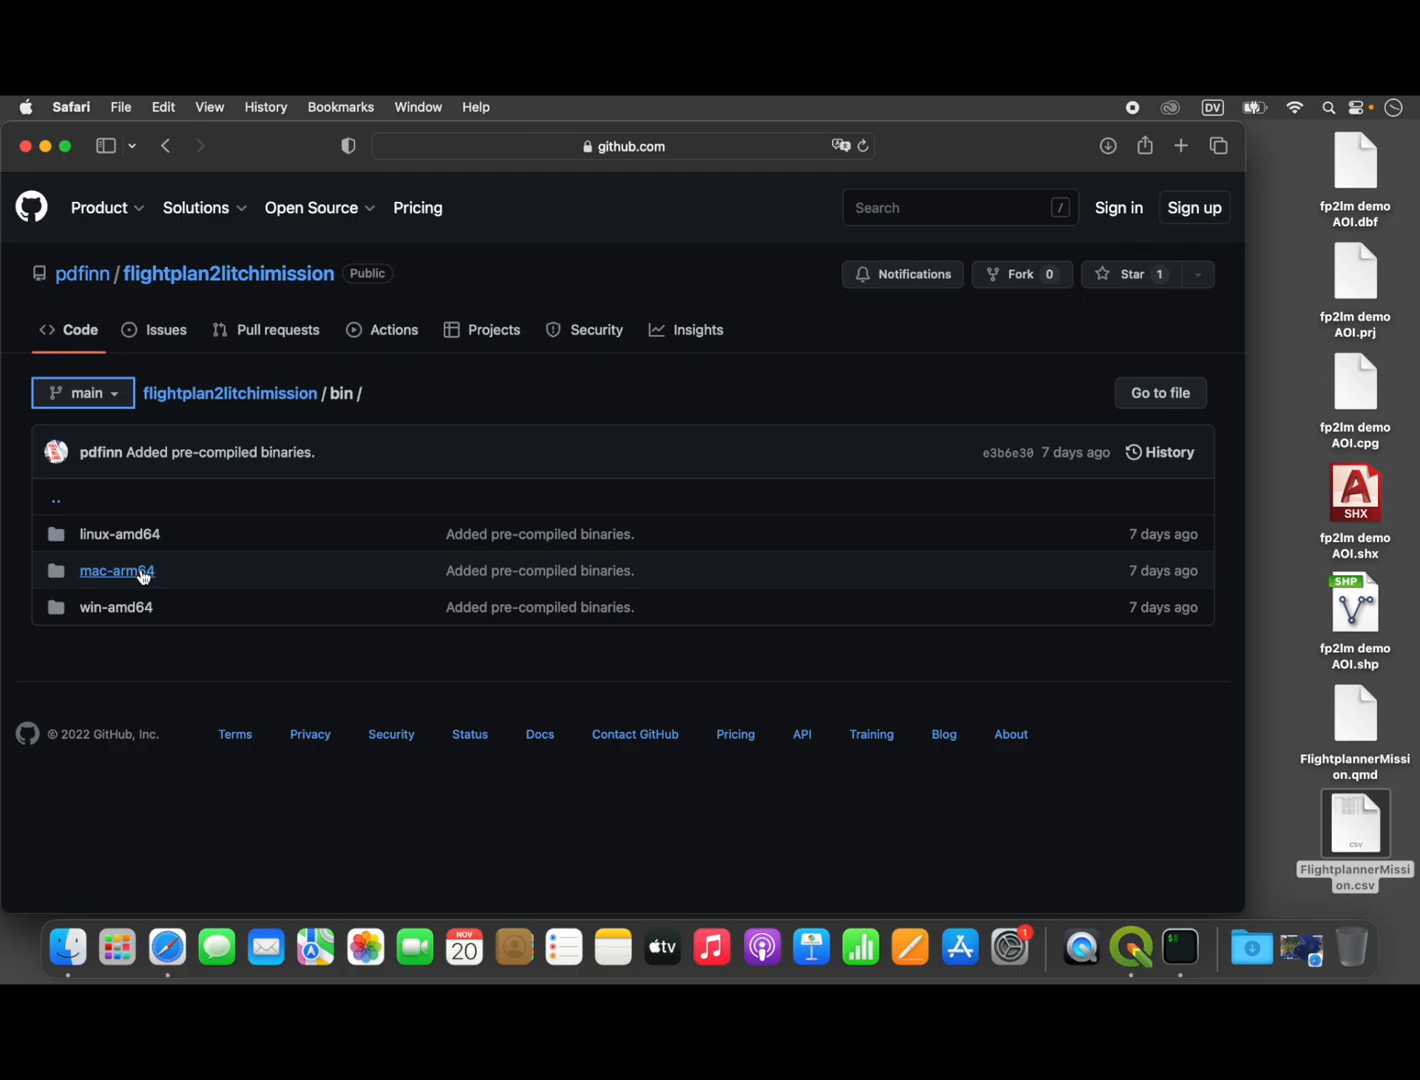 Safari File Edit View History Bookmarks Window Help DV
github.com
Product Solutions Open Source Pricing Search / Sign in Sign up
pdfinn / flightplan2litchimission Public Notifications Fork 0 Star 1
Code Issues Pull requests Actions Projects Security Insights
main flightplan2litchimission / bin / Go to file
pdfinn Added pre-compiled binaries. e3b6e30 7 days ago History
..
linux-amd64 Added pre-compiled binaries. 7 days ago
mac-arm64 Added pre-compiled binaries. 7 days ago
win-amd64 Added pre-compiled binaries. 7 days ago
© 2022 GitHub, Inc. Terms Privacy Security Status Docs Contact GitHub Pricing API Training Blog About
fp2lm demo
AOI.dbf
fp2lm demo
AOI.prj
fp2lm demo
AOI.cpg
A
SHX
fp2lm demo
AOI.shx
SHP
fp2lm demo
AOI.shp
FlightplannerMissi
on.qmd
CSV
FlightplannerMissi
on.csv
NOV
20
tv
1
$